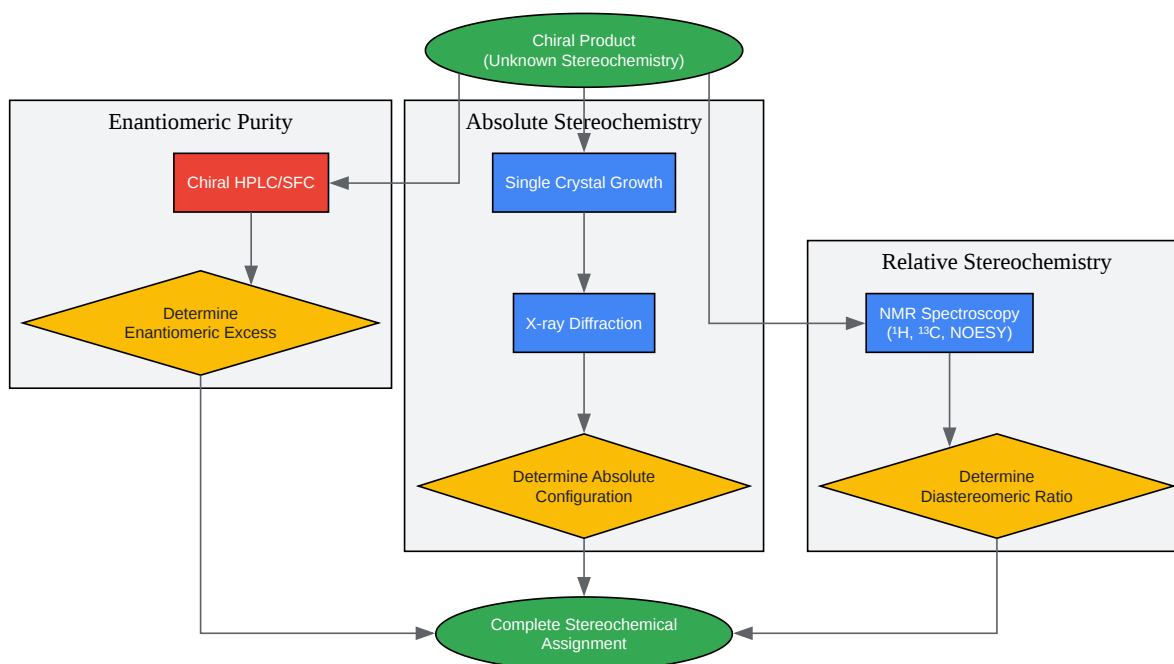 Chiral Product
(Unknown Stereochemistry)
Enantiomeric Purity
Absolute Stereochemistry
Chiral HPLC/SFC
Single Crystal Growth
Relative Stereochemistry
Determine
Enantiomeric Excess
X-ray Diffraction
NMR Spectroscopy
(¹H, ¹³C, NOESY)
Determine Absolute
Configuration
Determine
Diastereomeric Ratio
Complete Stereochemical
Assignment